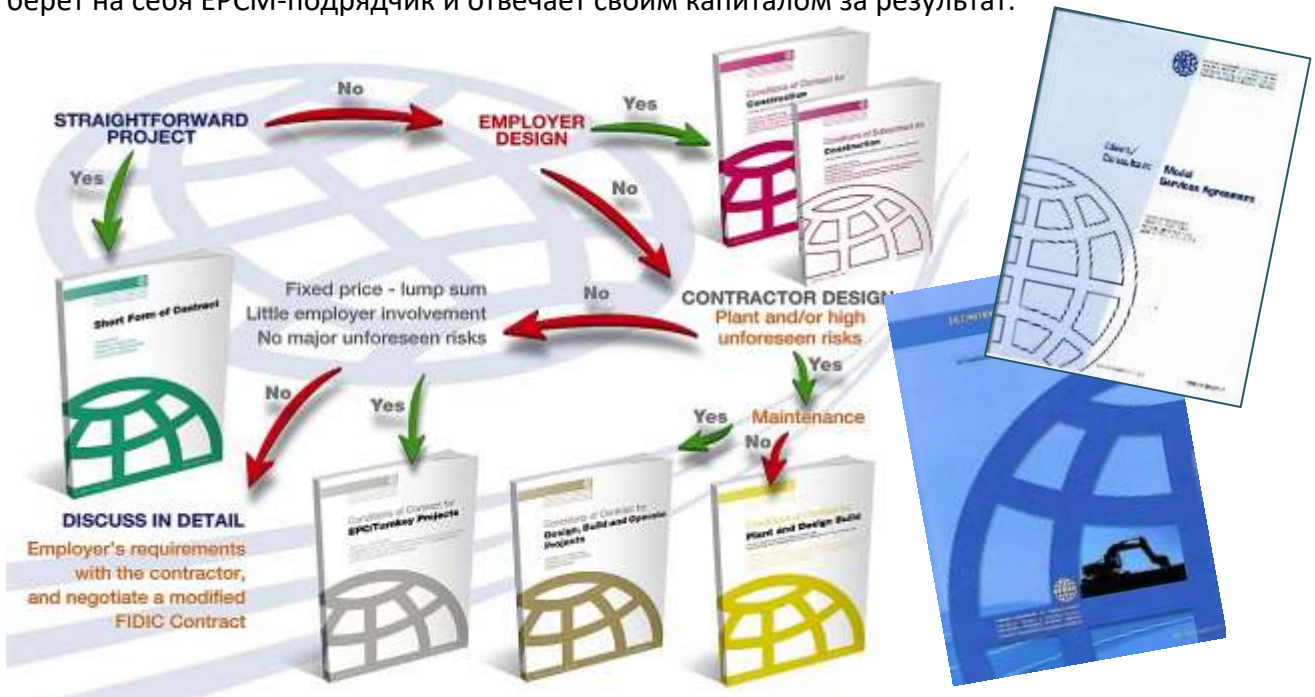 берет на себя EPCM-подрядчик и отвечает своим капиталом за результат.
STRAIGHTFORWARD
PROJECT
No
EMPLOYER
DESIGN
Yes
Conditions of Contract for
Construction
Conditions of Subcontract for
Construction
Client/
Consultant Model
Services Agreement
Yes
No
Short Form of Contract
Fixed price - lump sum
Little employer involvement
No major unforeseen risks
No
CONTRACTOR DESIGN
Plant and/or high
unforeseen risks
Yes
No
Yes
Yes
Maintenance
No
DISCUSS IN DETAIL
Employer's requirements
with the contractor,
and negotiate a modified
FIDIC Contract
Conditions of Contract for
EPC/Turnkey Projects
Conditions of Contract for
Design, Build and Operate
Projects
Plant and Design Build